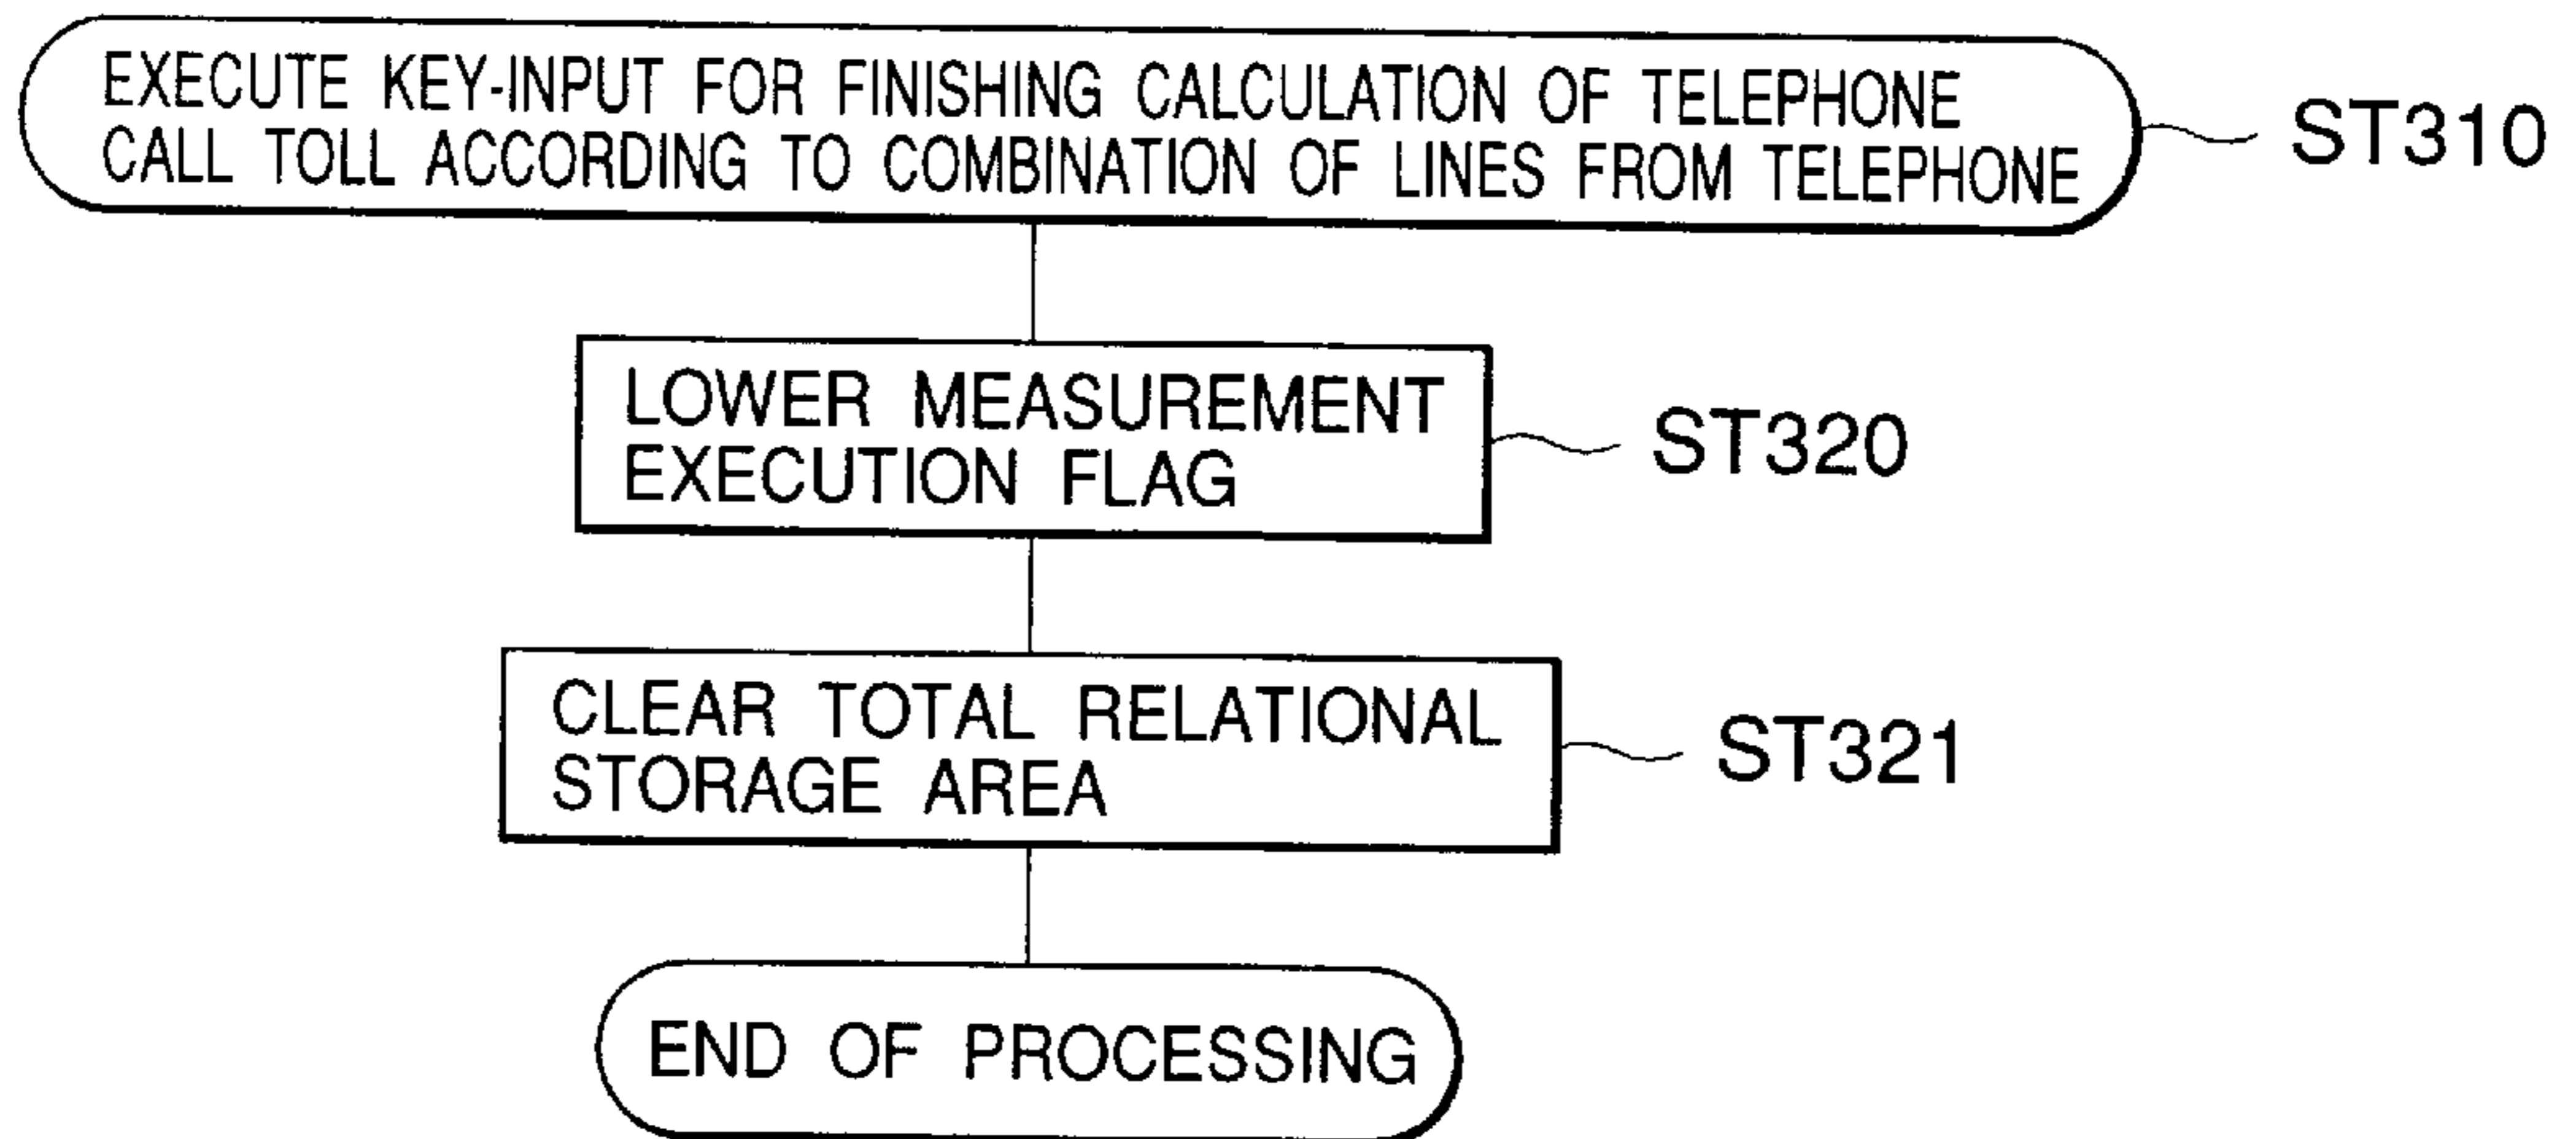 EXECUTE KEY-INPUT FOR FINISHING CALCULATION OF TELEPHONE
CALL TOLL ACCORDING TO COMBINATION OF LINES FROM TELEPHONE
ST310
LOWER MEASUREMENT
EXECUTION FLAG
ST320
CLEAR TOTAL RELATIONAL
STORAGE AREA
ST321
END OF PROCESSING